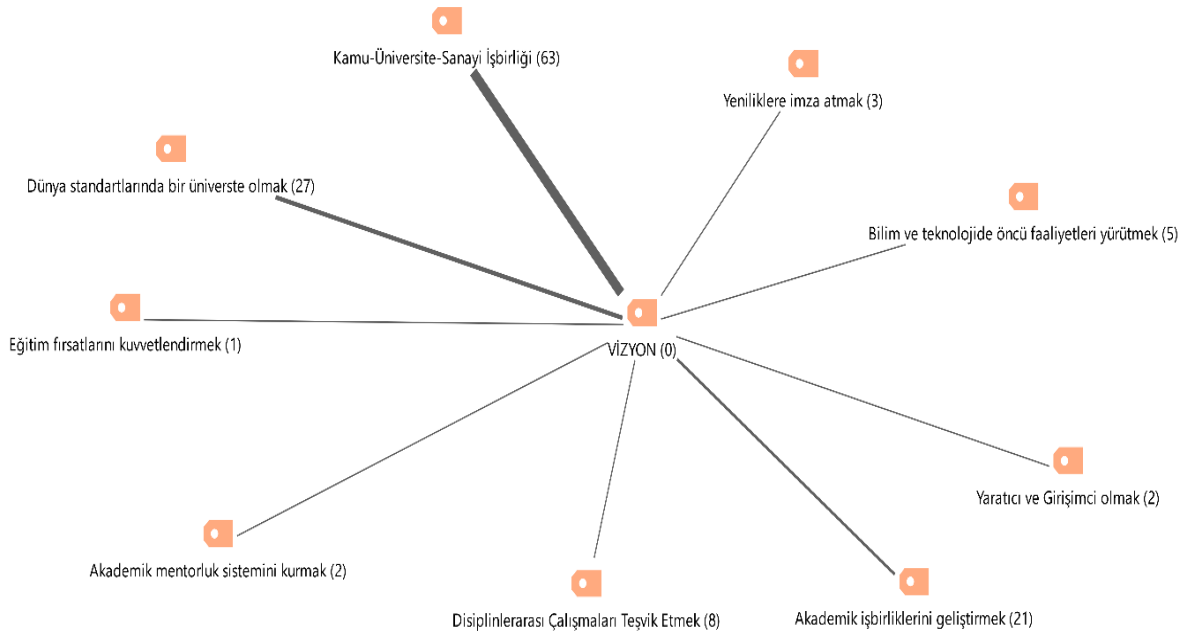 Kamu-Üniversite-Sanayi İşbirliği (63)
Yeniliklere imza atmak (3)
Dünya standartlarında bir üniverste olmak (27)
Bilim ve teknolojide öncü faaliyetleri yürütmek (5)
Eğitim fırsatlarını kuvvetlendirmek (1)
VİZYON (0)
Yaratıcı ve Girişimci olmak (2)
Akademik mentorluk sistemini kurmak (2)
Disiplinlerarası Çalışmaları Teşvik Etmek (8)
Akademik işbirliklerini geliştirmek (21)